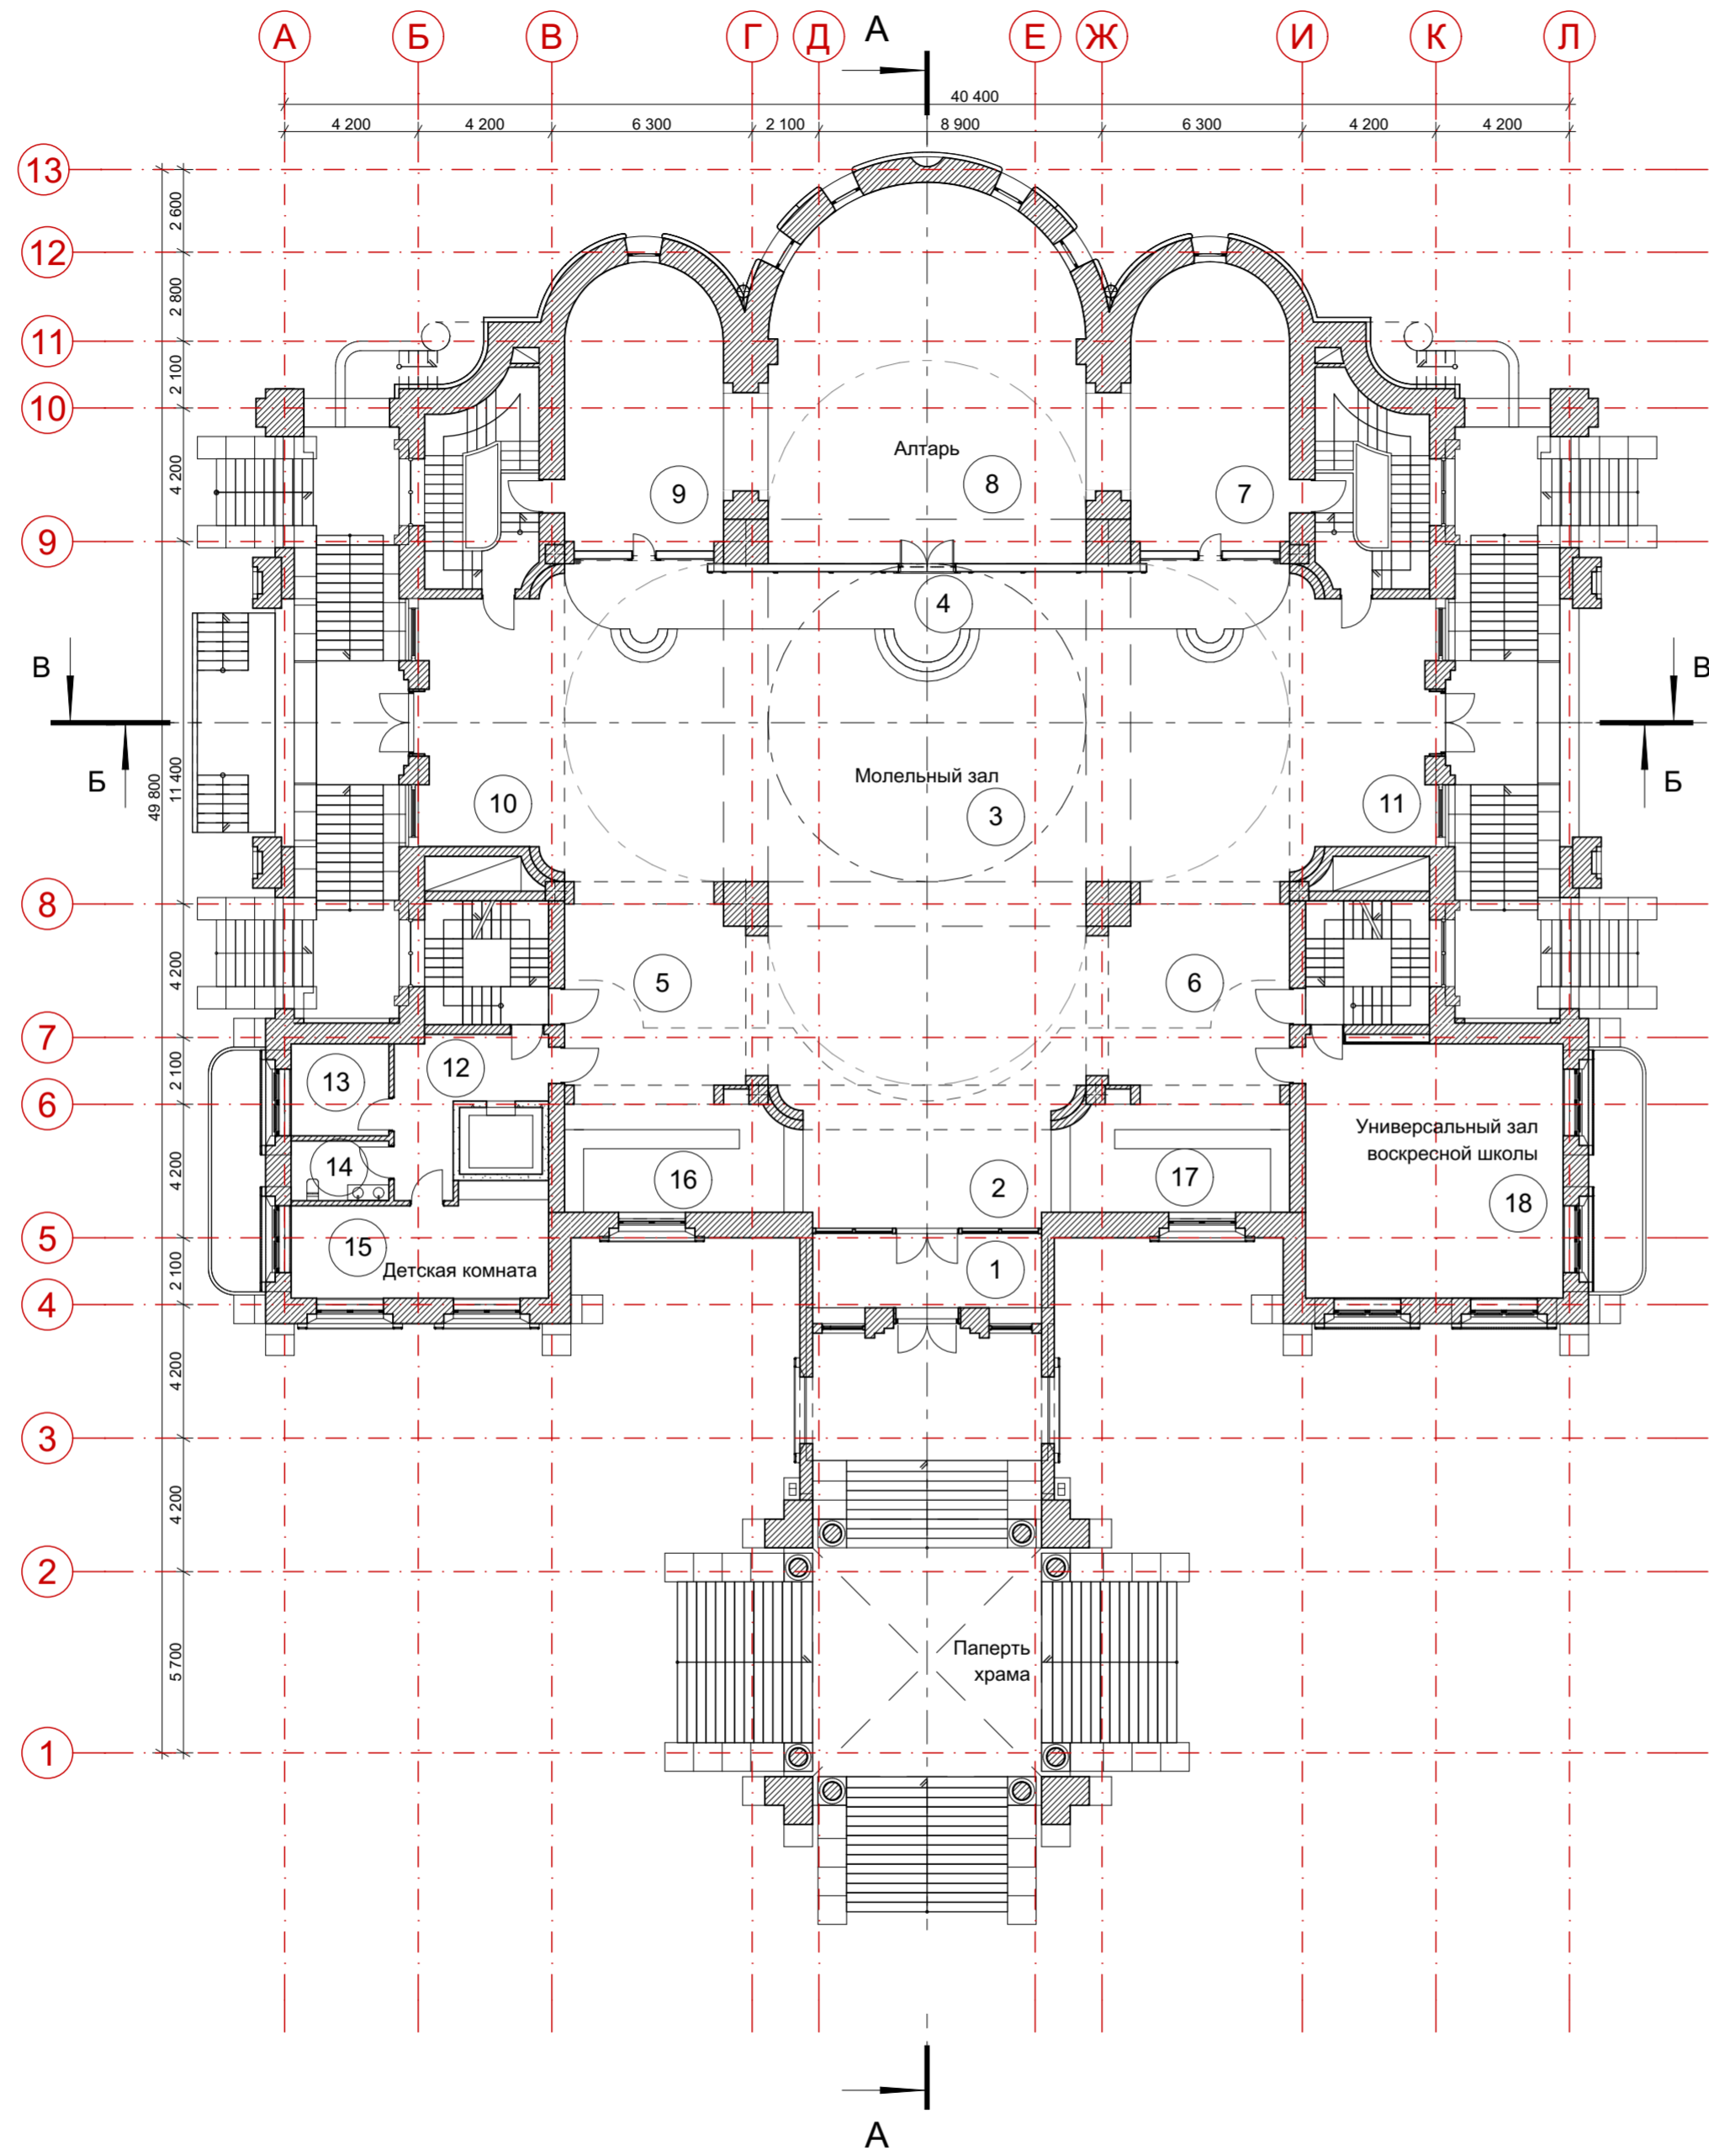 А Б В Г Д А Е Ж И К Л
40 400
4 200 4 200 6 300 2 100 8 900 6 300 4 200 4 200
13
2 600
12
2 800
11
2 100
10
4 200
Алтарь
9 8 7
9
4
В В
Б Б
49 800
11 400
Молельный зал
10 3 11
8
4 200
5 6
7
2 100
13 12
6
Универсальный зал
воскресной школы
4 200
14 16 2 17 18
5
15 1
Детская комната
2 100
4
4 200
3
4 200
2
5 700
Паперть
храма
1
А